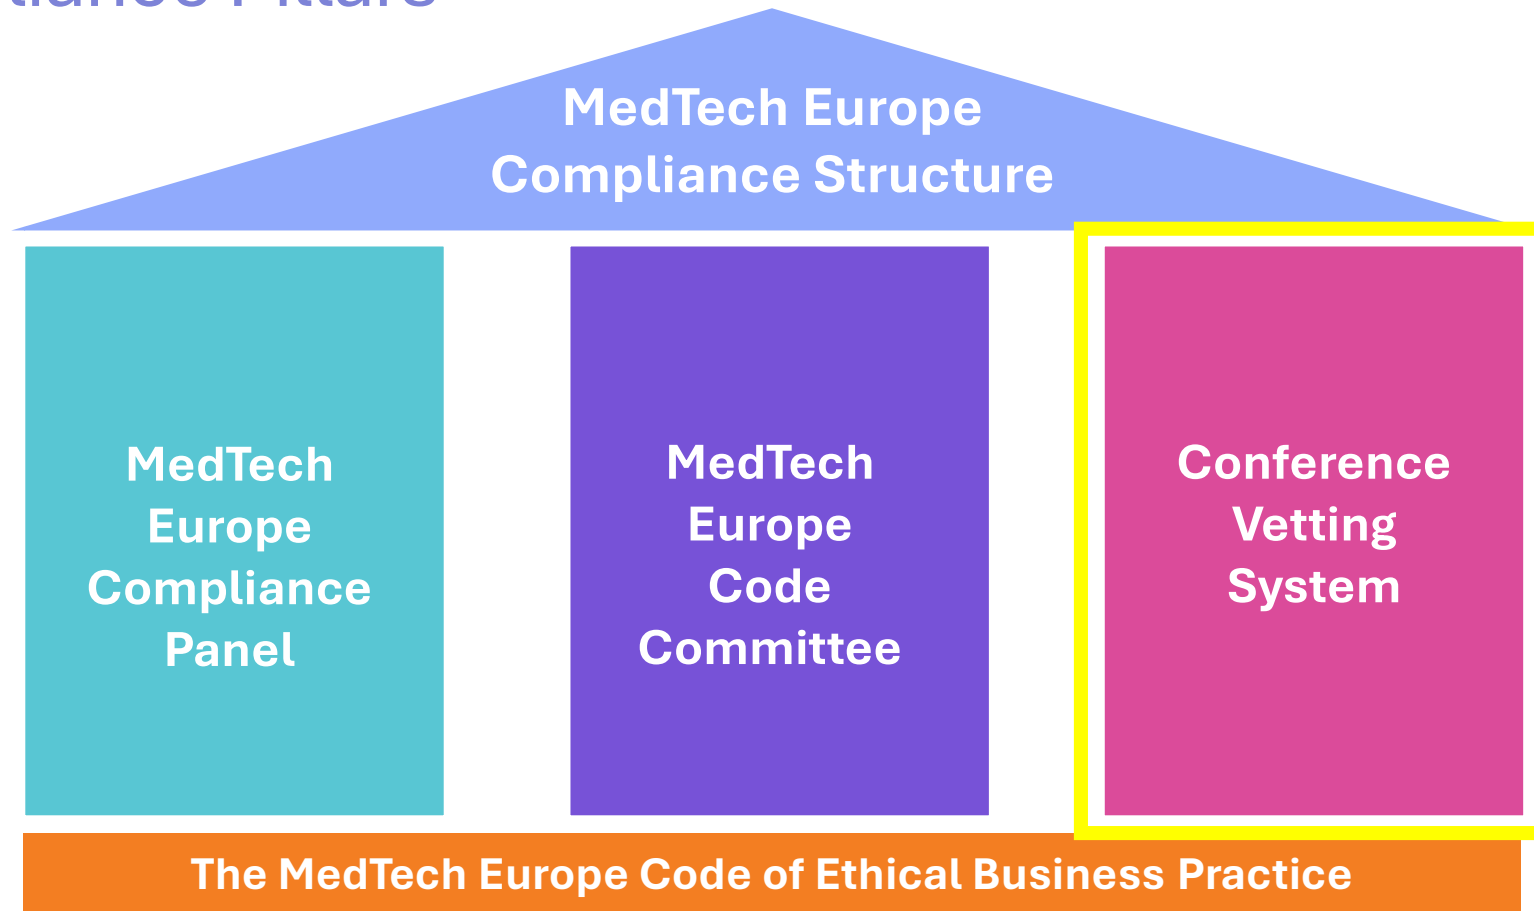 Pillars
MedTech Europe
Compliance Structure
MedTech
Europe
Compliance
Panel
MedTech
Europe
Code
Committee
Conference
Vetting
System
The MedTech Europe Code of Ethical Business Practice